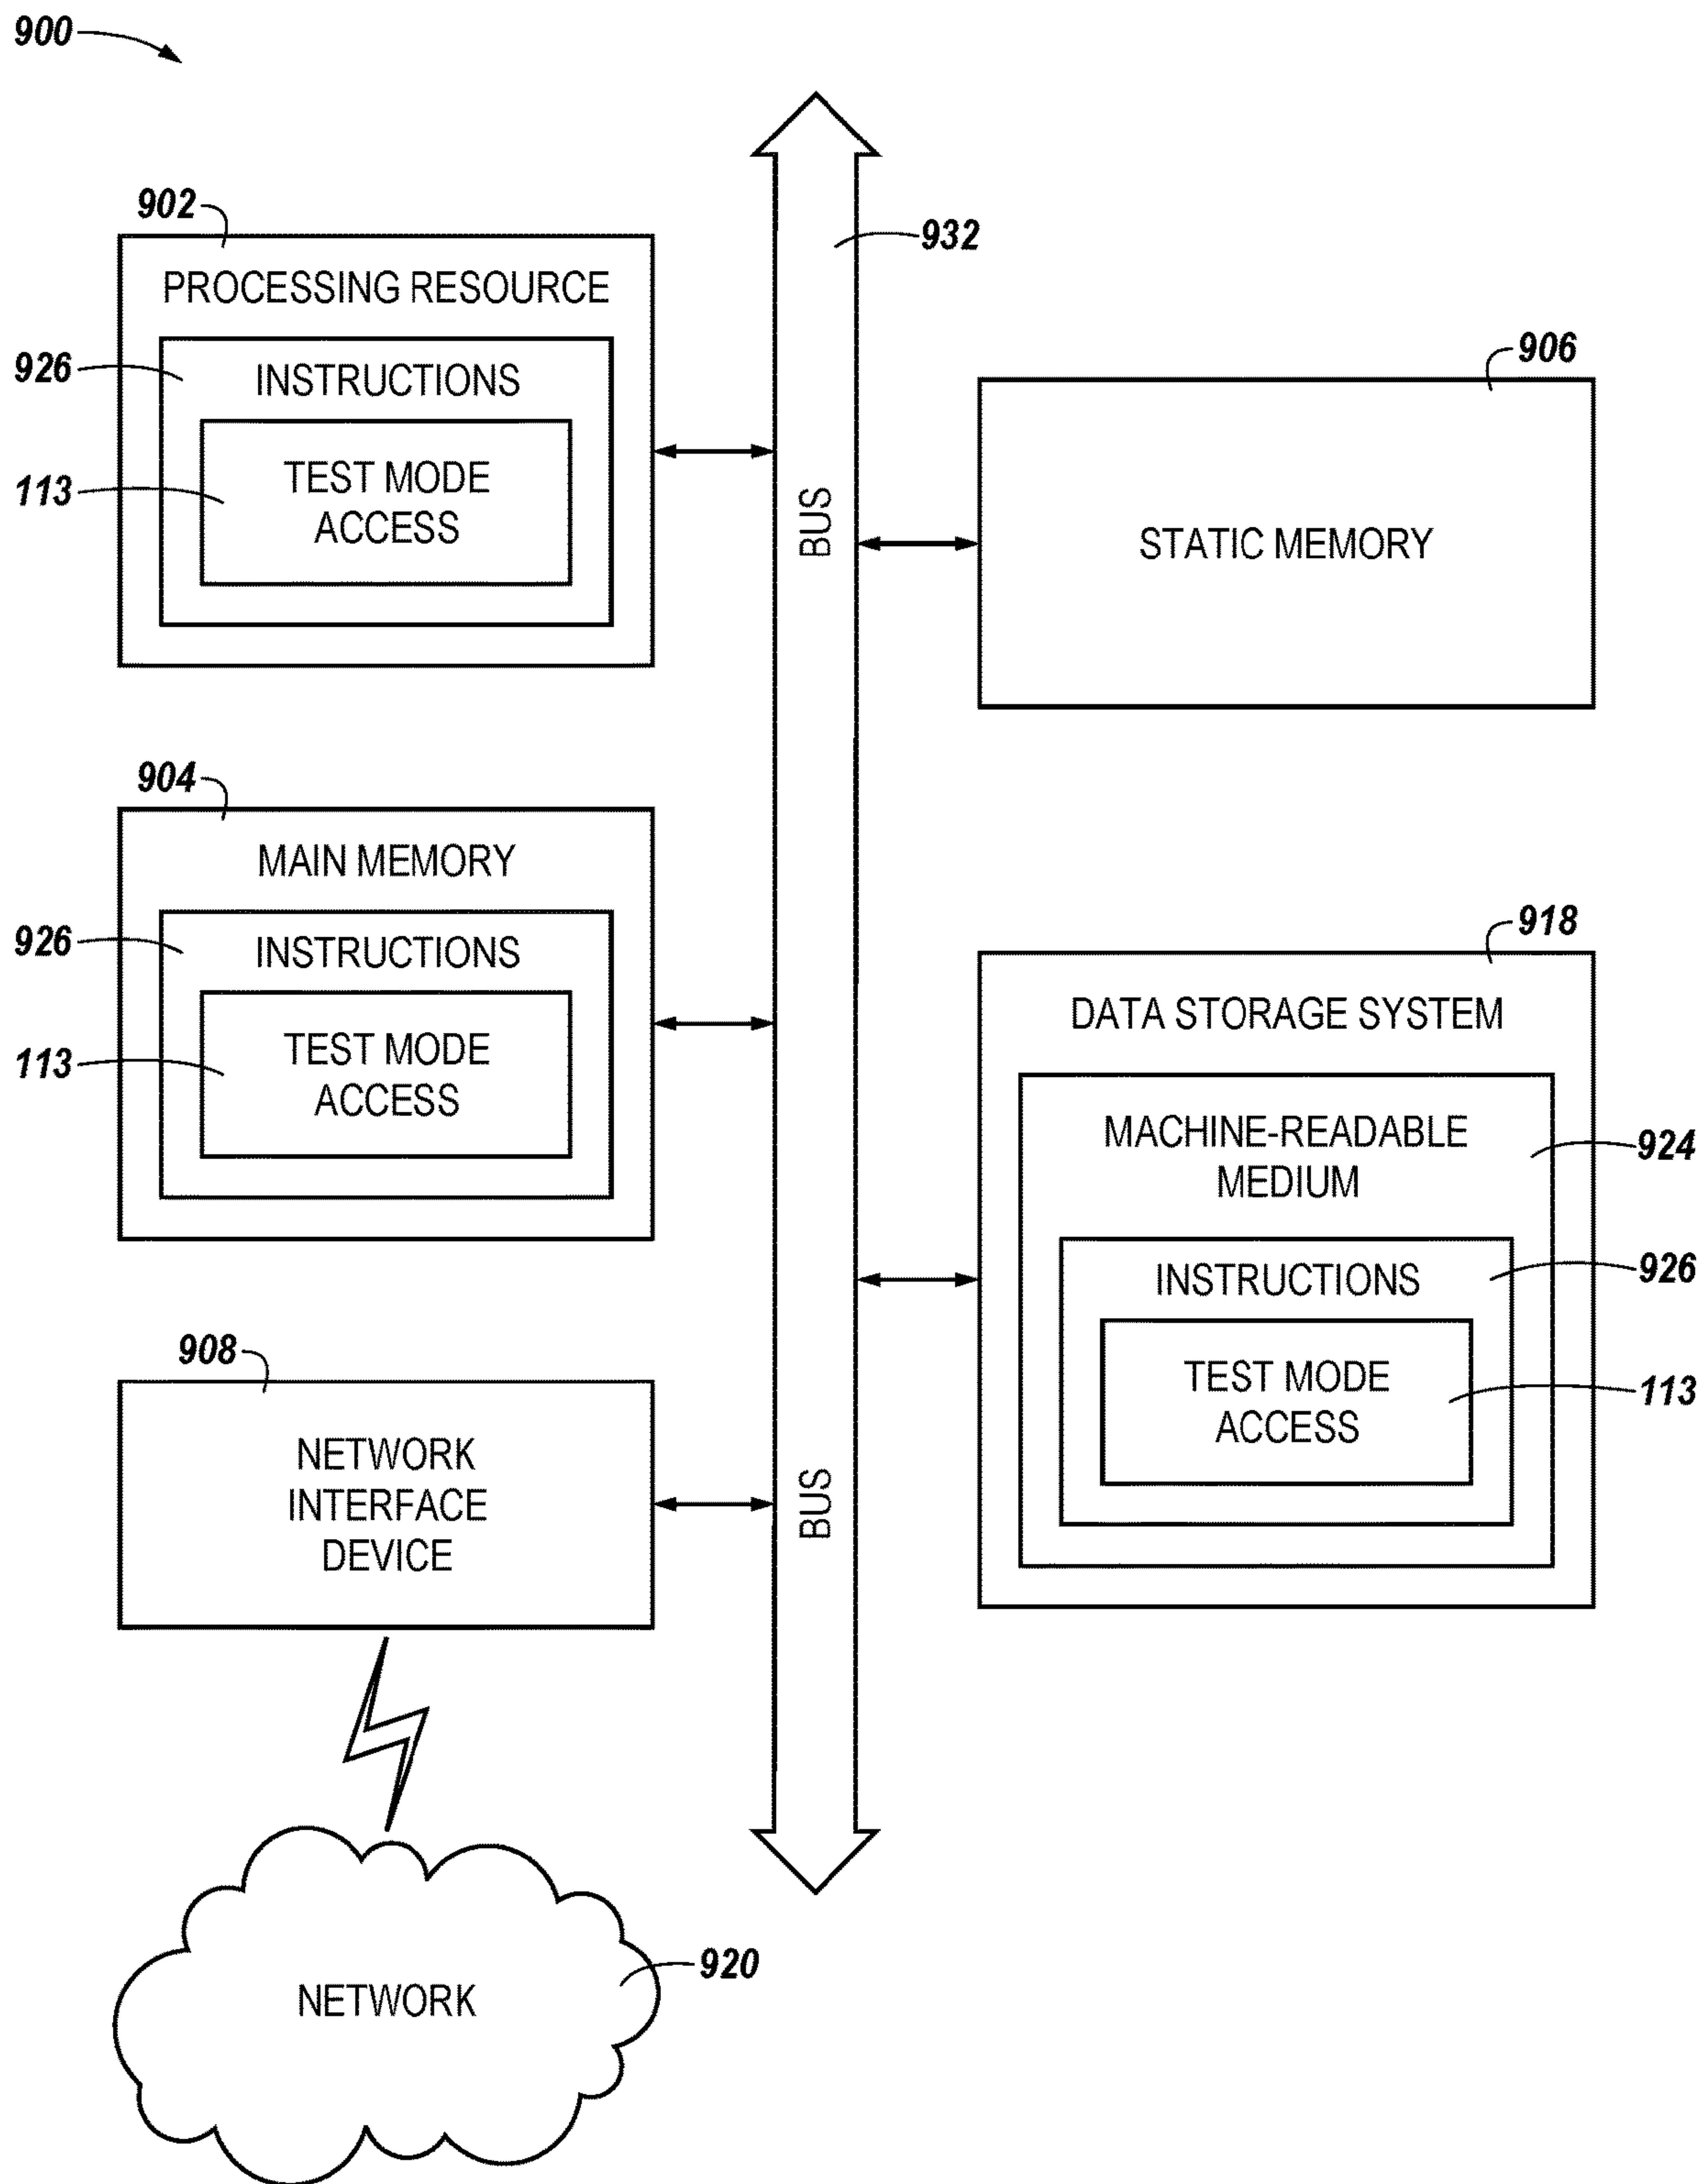 900
902
PROCESSING RESOURCE
926
INSTRUCTIONS
113
TEST MODE
ACCESS
904
MAIN MEMORY
926
INSTRUCTIONS
113
TEST MODE
ACCESS
908
NETWORK
INTERFACE
DEVICE
920
NETWORK
932
BUS
BUS
906
STATIC MEMORY
918
DATA STORAGE SYSTEM
MACHINE-READABLE
MEDIUM
924
INSTRUCTIONS
926
TEST MODE
ACCESS
113